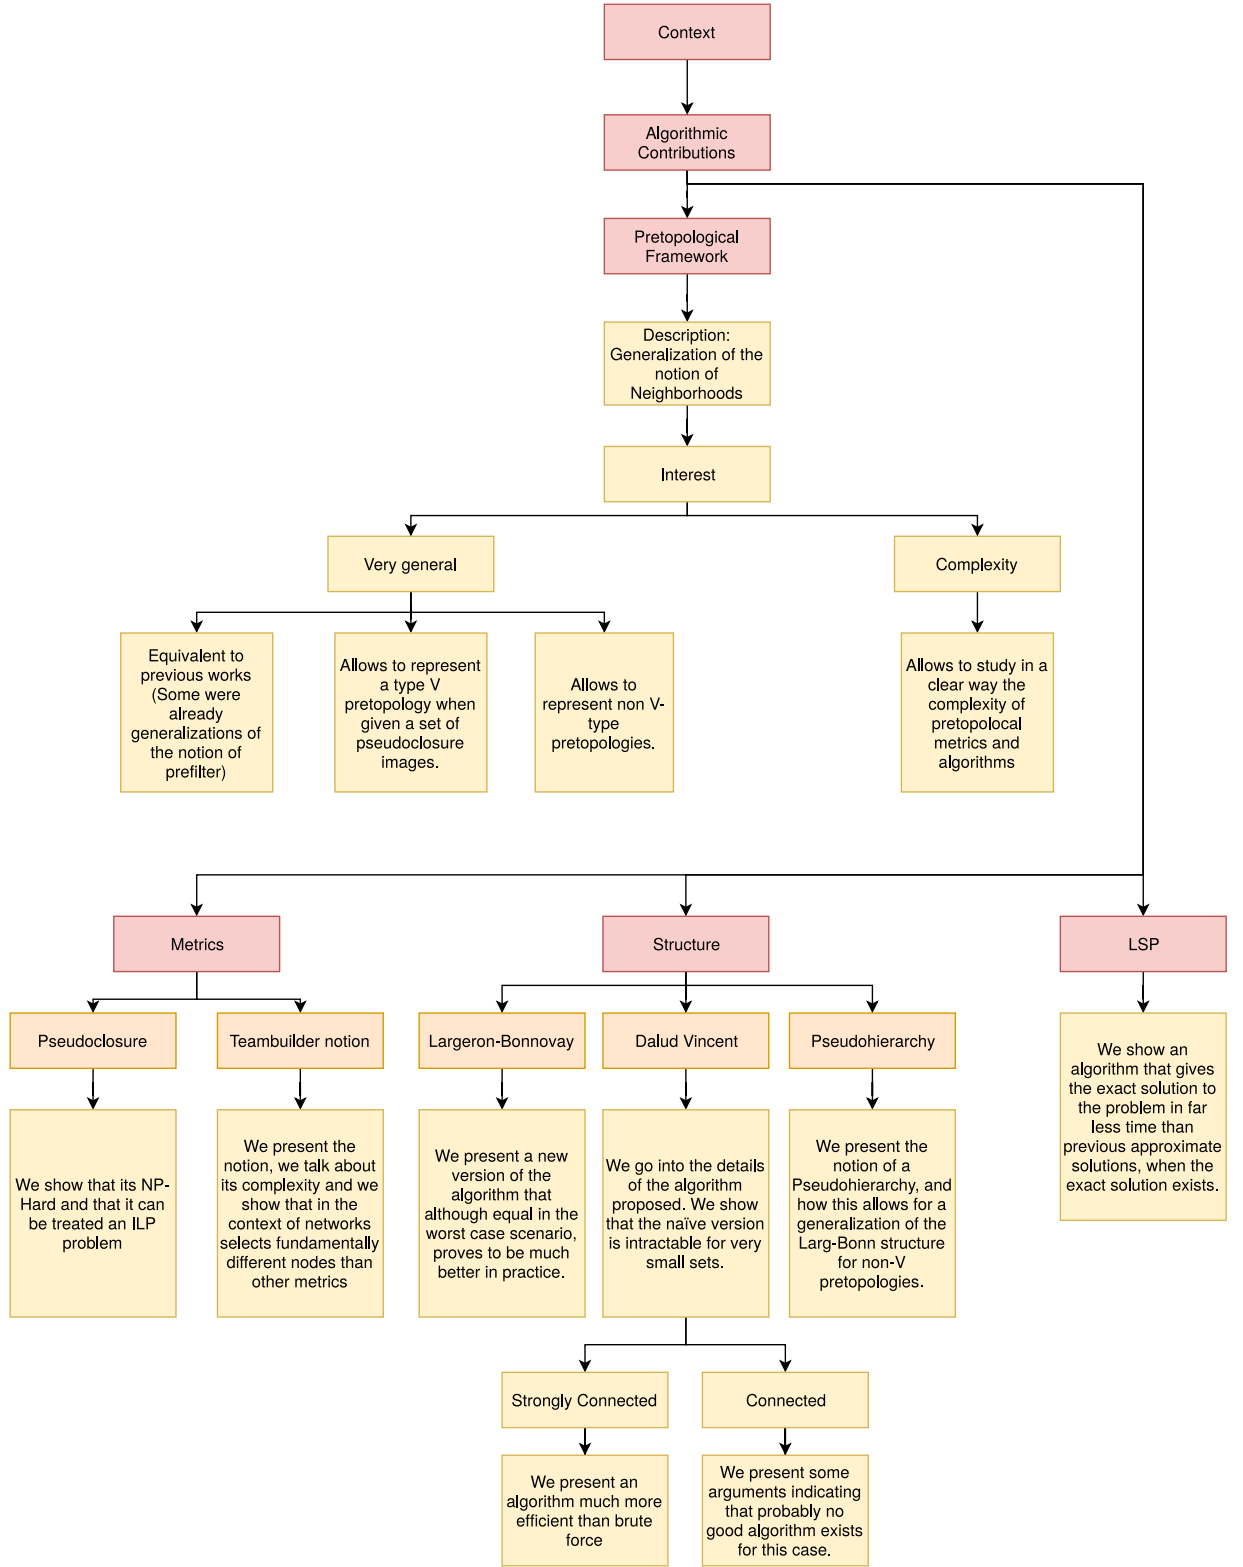 Context
Algorithmic
Contributions
Pretopological
Framework
Description:
Generalization of the
notion of
Neighborhoods
Interest
Very general
Complexity
Equivalent to
previous works
(Some were
already
generalizations of
the notion of
prefilter)
Allows to represent
a type V
pretopology when
given a set of
pseudoclosure
images.
Allows to
represent non V-
type
pretopologies.
Allows to study in a
clear way the
complexity of
pretopolocal
metrics and
algorithms
Metrics
Structure
LSP
Pseudoclosure
Teambuilder notion
Largeron-Bonnovay
Dalud Vincent
Pseudohierarchy
We show that its NP-
Hard and that it can
be treated an ILP
problem
We present the
notion, we talk about
its complexity and we
show that in the
context of networks
selects fundamentally
different nodes than
other metrics
We present a new
version of the
algorithm that
although equal in the
worst case scenario,
proves to be much
better in practice.
We go into the details
of the algorithm
proposed. We show
that the naïve version
is intractable for very
small sets.
We present the
notion of a
Pseudohierarchy, and
how this allows for a
generalization of the
Larg-Bonn structure
for non-V
pretopologies.
We show an
algorithm that gives
the exact solution to
the problem in far
less time than
previous approximate
solutions, when the
exact solution exists.
Strongly Connected
Connected
We present an
algorithm much more
efficient than brute
force
We present some
arguments indicating
that probably no
good algorithm exists
for this case.